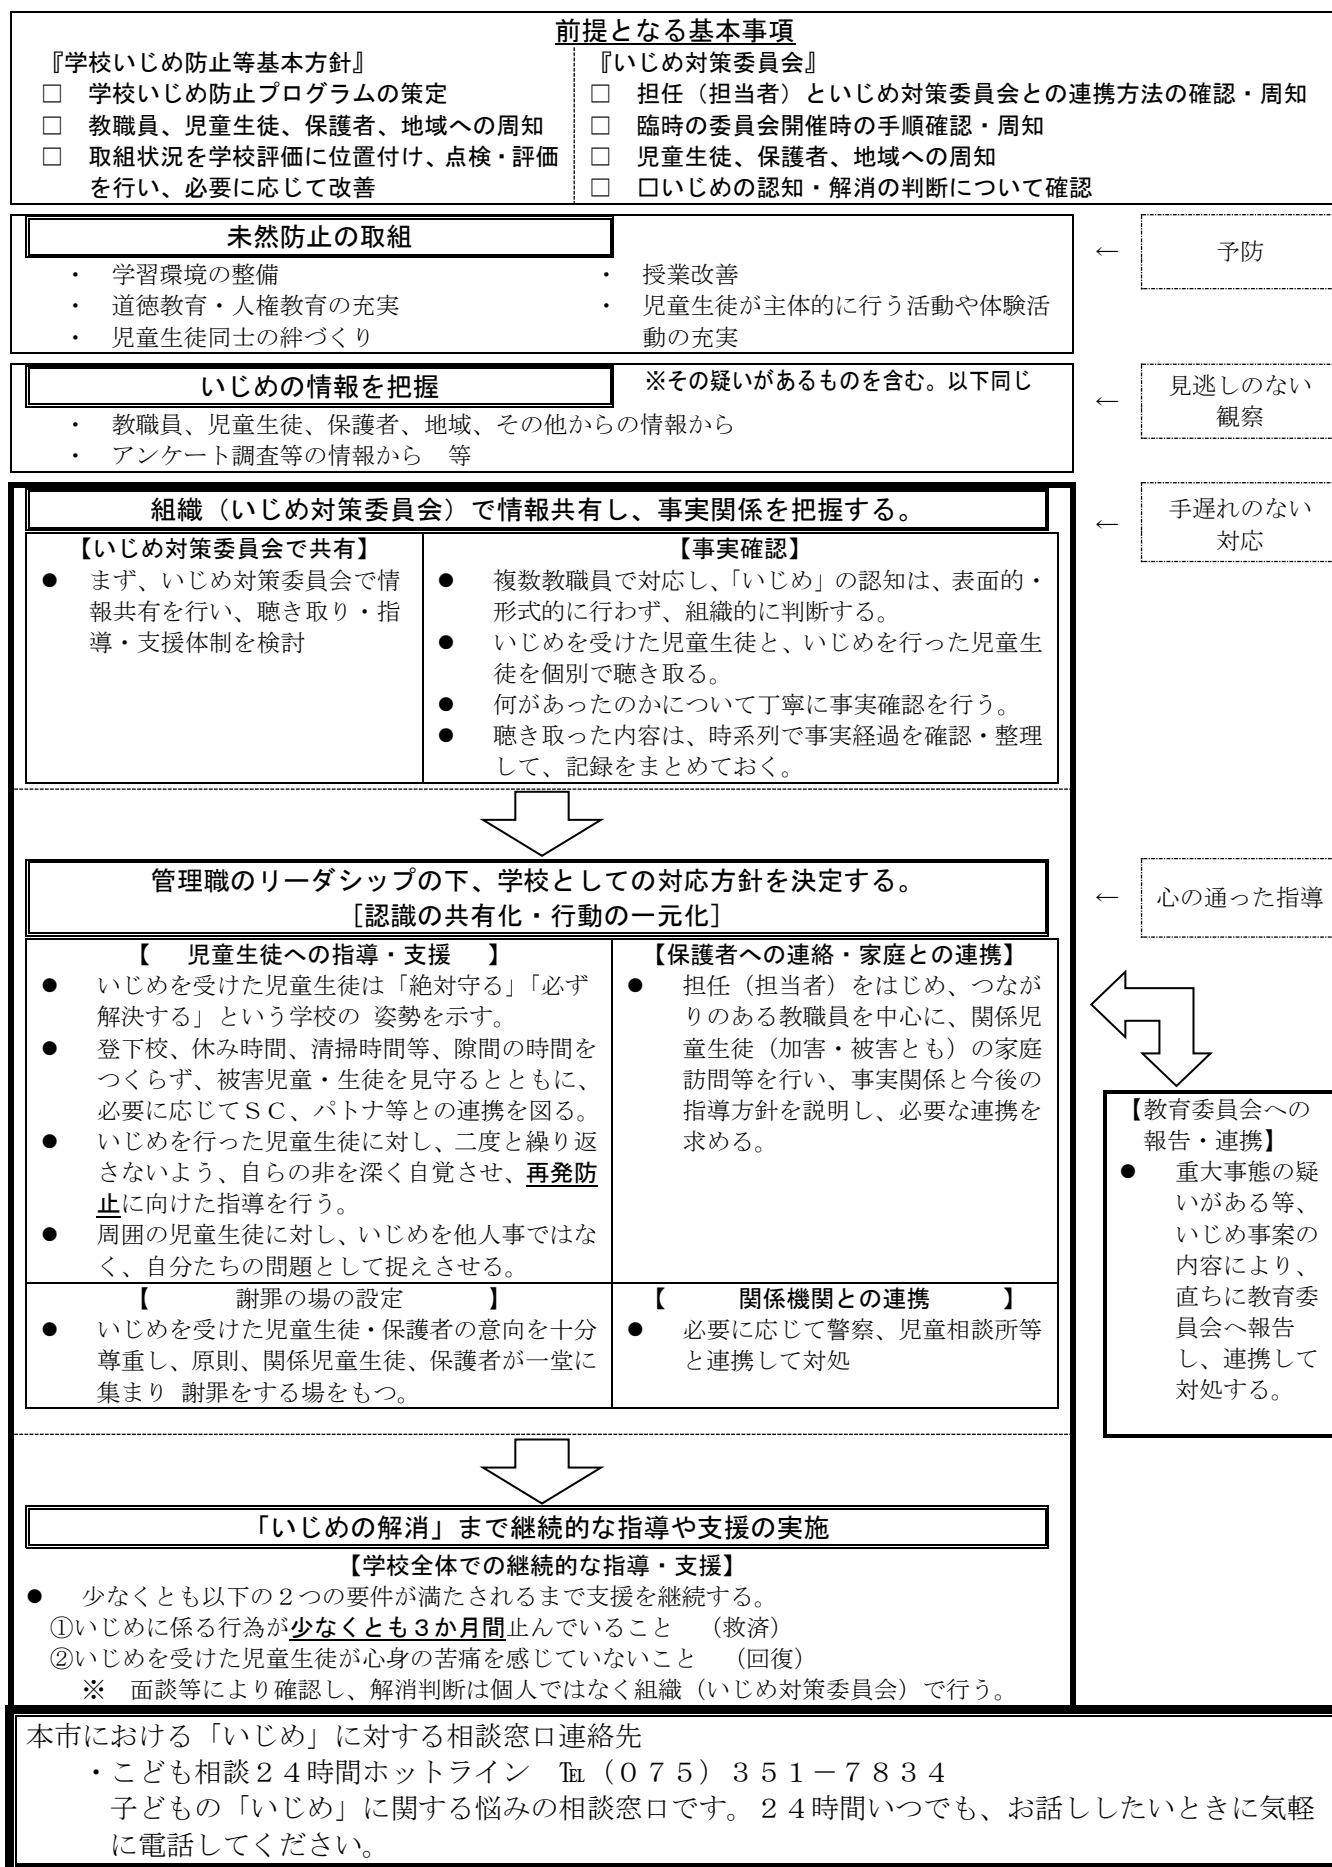 前提となる基本事項
『学校いじめ防止等基本方針』
□ 学校いじめ防止プログラムの策定
□ 教職員、児童生徒、保護者、地域への周知
□ 取組状況を学校評価に位置付け、点検・評価
を行い、必要に応じて改善
『いじめ対策委員会』
□ 担任（担当者）といじめ対策委員会との連携方法の確認・周知
□ 臨時の委員会開催時の手順確認・周知
□ 児童生徒、保護者、地域への周知
□ □いじめの認知・解消の判断について確認
未然防止の取組
・ 学習環境の整備
・ 道徳教育・人権教育の充実
・ 児童生徒同士の絆づくり
・ 授業改善
・ 児童生徒が主体的に行う活動や体験活
動の充実
← 予防
いじめの情報を把握
※その疑いがあるものを含む。以下同じ
・ 教職員、児童生徒、保護者、地域、その他からの情報から
・ アンケート調査等の情報から 等
← 見逃しのない
観察
組織（いじめ対策委員会）で情報共有し、事実関係を把握する。
← 手遅れのない
対応
【いじめ対策委員会で共有】
● まず、いじめ対策委員会で情
報共有を行い、聴き取り・指
導・支援体制を検討
【事実確認】
● 複数教職員で対応し、「いじめ」の認知は、表面的・
形式的に行わず、組織的に判断する。
● いじめを受けた児童生徒と、いじめを行った児童生
徒を個別で聴き取る。
● 何があったのかについて丁寧に事実確認を行う。
● 聴き取った内容は、時系列で事実経過を確認・整理
して、記録をまとめておく。
管理職のリーダシップの下、学校としての対応方針を決定する。
［認識の共有化・行動の一元化］
← 心の通った指導
【 児童生徒への指導・支援 】
● いじめを受けた児童生徒は「絶対守る」「必ず
解決する」という学校の 姿勢を示す。
● 登下校、休み時間、清掃時間等、隙間の時間を
つくらず、被害児童・生徒を見守るとともに、
必要に応じてＳＣ、パトナ等との連携を図る。
● いじめを行った児童生徒に対し、二度と繰り返
さないよう、自らの非を深く自覚させ、再発防
止に向けた指導を行う。
● 周囲の児童生徒に対し、いじめを他人事ではな
く、自分たちの問題として捉えさせる。
【保護者への連絡・家庭との連携】
● 担任（担当者）をはじめ、つなが
りのある教職員を中心に、関係児
童生徒（加害・被害とも）の家庭
訪問等を行い、事実関係と今後の
指導方針を説明し、必要な連携を
求める。
【教育委員会への
報告・連携】
● 重大事態の疑
いがある等、
いじめ事案の
内容により、
直ちに教育委
員会へ報告
し、連携して
対処する。
【 謝罪の場の設定 】
● いじめを受けた児童生徒・保護者の意向を十分
尊重し、原則、関係児童生徒、保護者が一堂に
集まり 謝罪をする場をもつ。
【 関係機関との連携 】
● 必要に応じて警察、児童相談所等
と連携して対処
「いじめの解消」まで継続的な指導や支援の実施
【学校全体での継続的な指導・支援】
● 少なくとも以下の２つの要件が満たされるまで支援を継続する。
①いじめに係る行為が少なくとも３か月間止んでいること （救済）
②いじめを受けた児童生徒が心身の苦痛を感じていないこと （回復）
※ 面談等により確認し、解消判断は個人ではなく組織（いじめ対策委員会）で行う。
本市における「いじめ」に対する相談窓口連絡先
・こども相談２４時間ホットライン ℡（０７５）３５１－７８３４
子どもの「いじめ」に関する悩みの相談窓口です。２４時間いつでも、お話ししたいときに気軽
に電話してください。